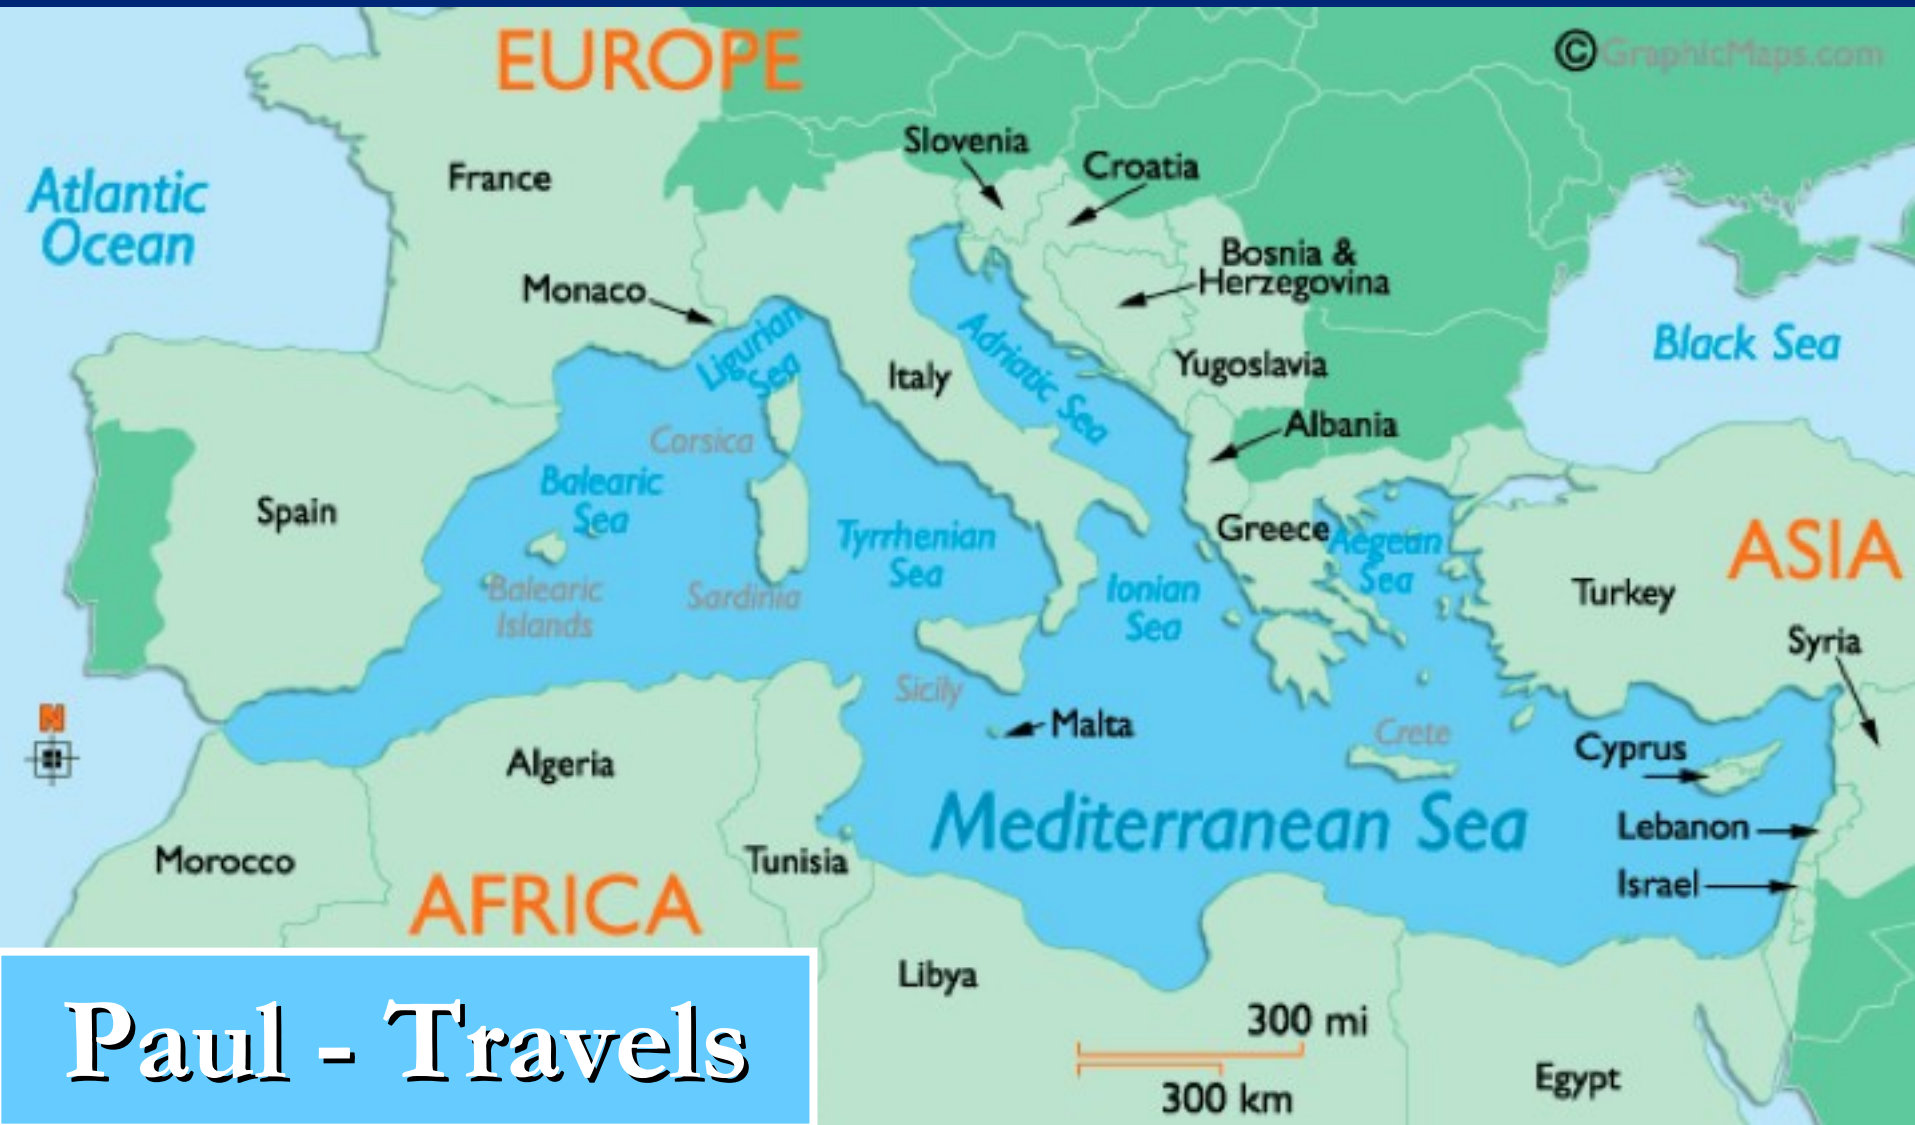 EUROPE
©GraphicMaps.com
Slovenia
Croatia
Atlantic
Ocean
France
Bosnia &
Herzegovina
Monaco
Ligurian
Sea
Adriatic Sea
Black Sea
Italy
Yugoslavia
Albania
Corsica
Balearic
Sea
Spain
Tyrrhenian
Sea
Greece
Aegean
Sea
ASIA
Turkey
Balearic
Islands
Sardinia
Ionian
Sea
Syria
Sicily
N
Malta
Crete
Cyprus
Algeria
Mediterranean Sea
Lebanon
Morocco
Tunisia
Israel
AFRICA
Libya
300 mi
300 km
Egypt
Paul - Travels